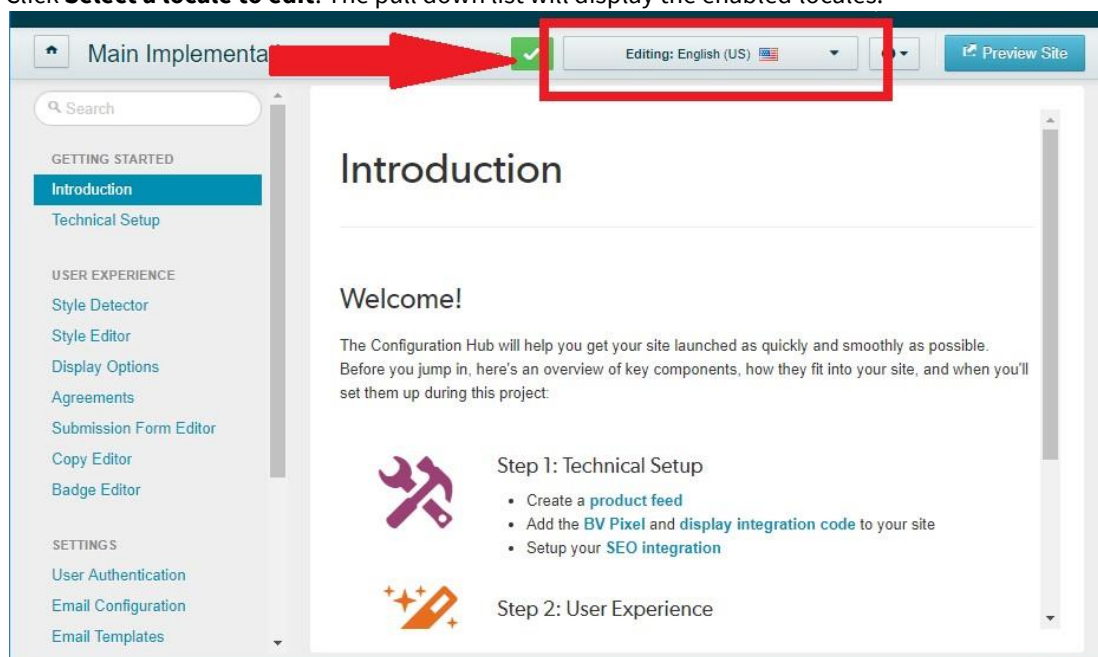 Click Select a locale to edit. The pull down list will display the enabled locales.
Main Implementa
Editing: English (US)
Preview Site
Search
GETTING STARTED
Introduction
Technical Setup
USER EXPERIENCE
Style Detector
Style Editor
Display Options
Agreements
Submission Form Editor
Copy Editor
Badge Editor
SETTINGS
User Authentication
Email Configuration
Email Templates
Introduction
Welcome!
The Configuration Hub will help you get your site launched as quickly and smoothly as possible.
Before you jump in, here's an overview of key components, how they fit into your site, and when you'll
set them up during this project:
Step 1: Technical Setup
• Create a product feed
• Add the BV Pixel and display integration code to your site
• Setup your SEO integration
Step 2: User Experience